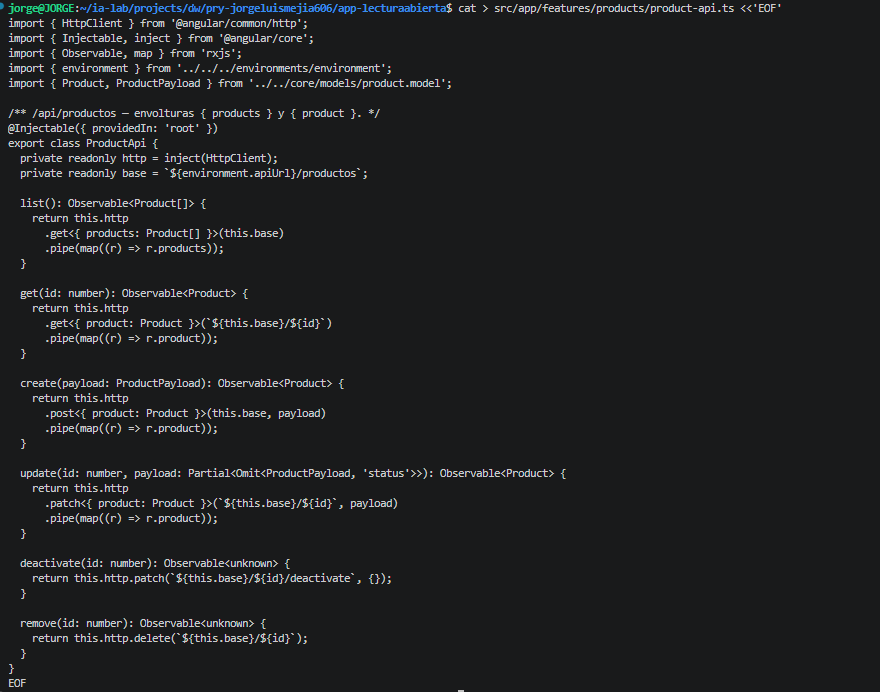 jorge@JORGE:~/ia-lab/projects/dw/pry-jorgeluismejia606/app-lecturaabierta$ cat > src/app/features/products/product-api.ts <<'EOF'
import { HttpClient } from '@angular/common/http';
import { Injectable, inject } from '@angular/core';
import { Observable, map } from 'rxjs';
import { environment } from '../../../environments/environment';
import { Product, ProductPayload } from '../../core/models/product.model';

/** /api/productos — envolturas { products } y { product }. */
@Injectable({ providedIn: 'root' })
export class ProductApi {
  private readonly http = inject(HttpClient);
  private readonly base = `${environment.apiUrl}/productos`;

  list(): Observable<Product[]> {
    return this.http
      .get<{ products: Product[] }>(this.base)
      .pipe(map((r) => r.products));
  }

  get(id: number): Observable<Product> {
    return this.http
      .get<{ product: Product }>(`${this.base}/${id}`)
      .pipe(map((r) => r.product));
  }

  create(payload: ProductPayload): Observable<Product> {
    return this.http
      .post<{ product: Product }>(this.base, payload)
      .pipe(map((r) => r.product));
  }

  update(id: number, payload: Partial<Omit<ProductPayload, 'status'>>): Observable<Product> {
    return this.http
      .patch<{ product: Product }>(`${this.base}/${id}`, payload)
      .pipe(map((r) => r.product));
  }

  deactivate(id: number): Observable<unknown> {
    return this.http.patch(`${this.base}/${id}/deactivate`, {});
  }

  remove(id: number): Observable<unknown> {
    return this.http.delete(`${this.base}/${id}`);
  }
}
EOF